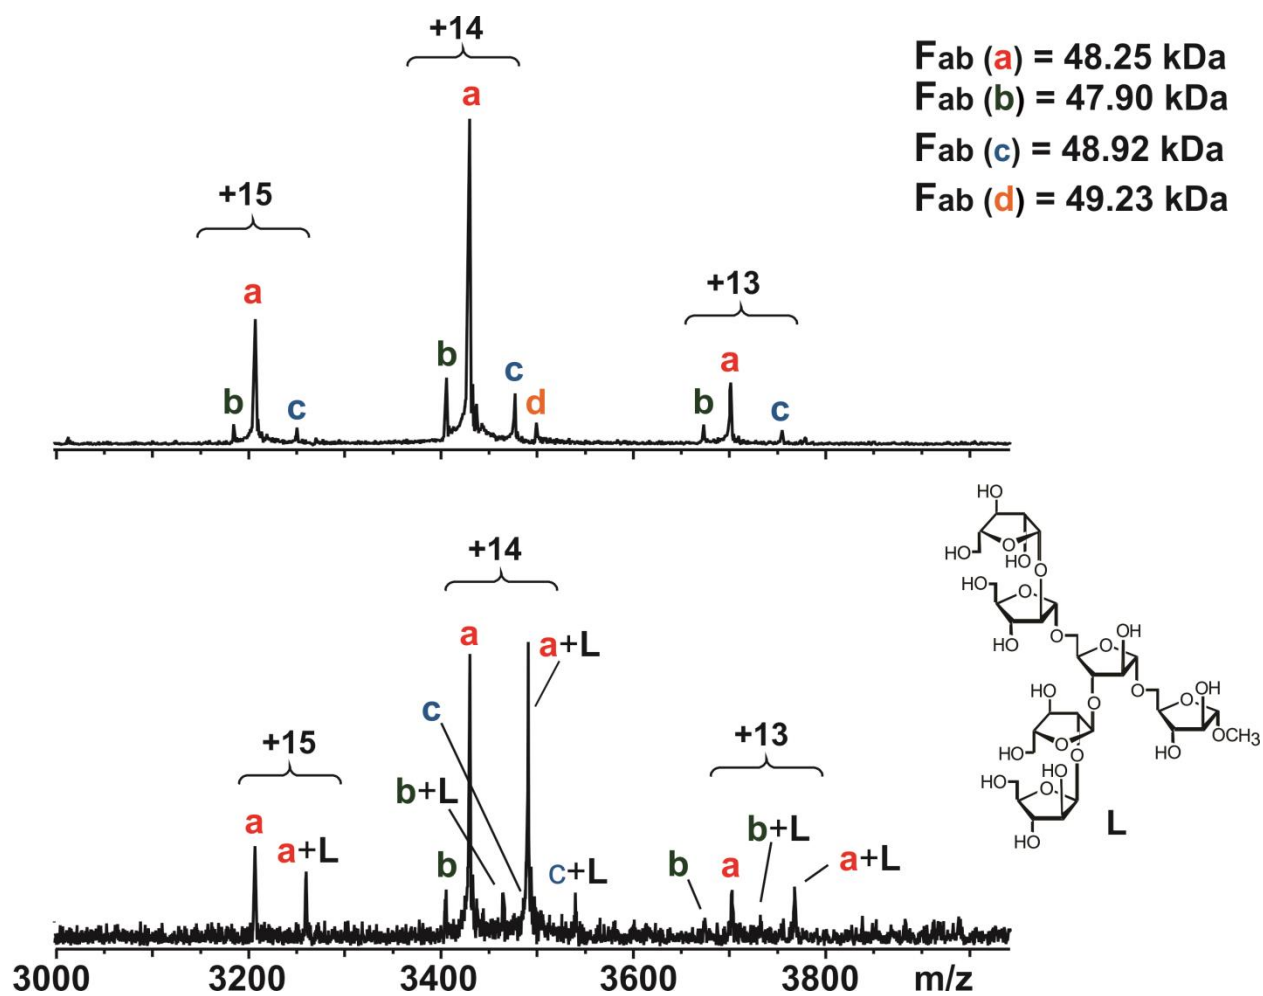 +14
a
Fab (a) = 48.25 kDa
Fab (b) = 47.90 kDa
Fab (c) = 48.92 kDa
Fab (d) = 49.23 kDa
+15
a
+13
b
a
c
b
c
d
b
a
c
+14
a
a+L
c
+15
+13
b+L
a
a+L
b
c+L
b
a
b+L
a+L
HO
HO
O
HO
O
HO
O
HO
O
O
OH
HO
O
O
OH
O
HO
O
OCH3
HO
HO
O
O
HO
HO
O
HO
L
3000
3200
3400
3600
3800
m/z